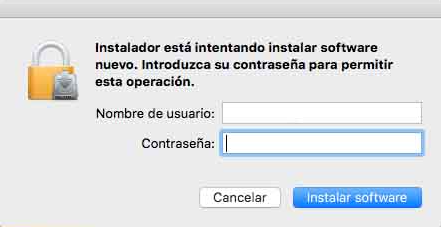 Instalador está intentando instalar software
nuevo. Introduzca su contraseña para permitir
esta operación.
Nombre de usuario:
Contraseña:
Cancelar
Instalar software